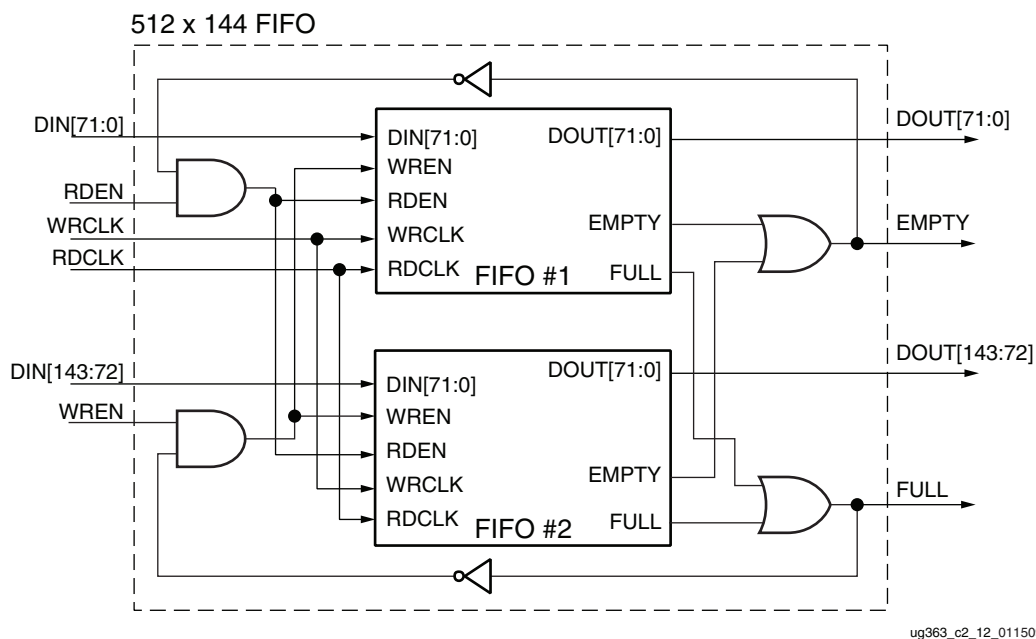 512 x 144 FIFO
DIN[71:0]
RDEN
WRCLK
RDCLK
DIN[71:0]
WREN
RDEN
WRCLK
RDCLK
DOUT[71:0]
EMPTY
FULL
FIFO #1
DOUT[71:0]
EMPTY
DIN[143:72]
WREN
DIN[71:0]
WREN
RDEN
WRCLK
RDCLK
DOUT[71:0]
EMPTY
FULL
FIFO #2
DOUT[143:72]
FULL
ug363_c2_12_01150